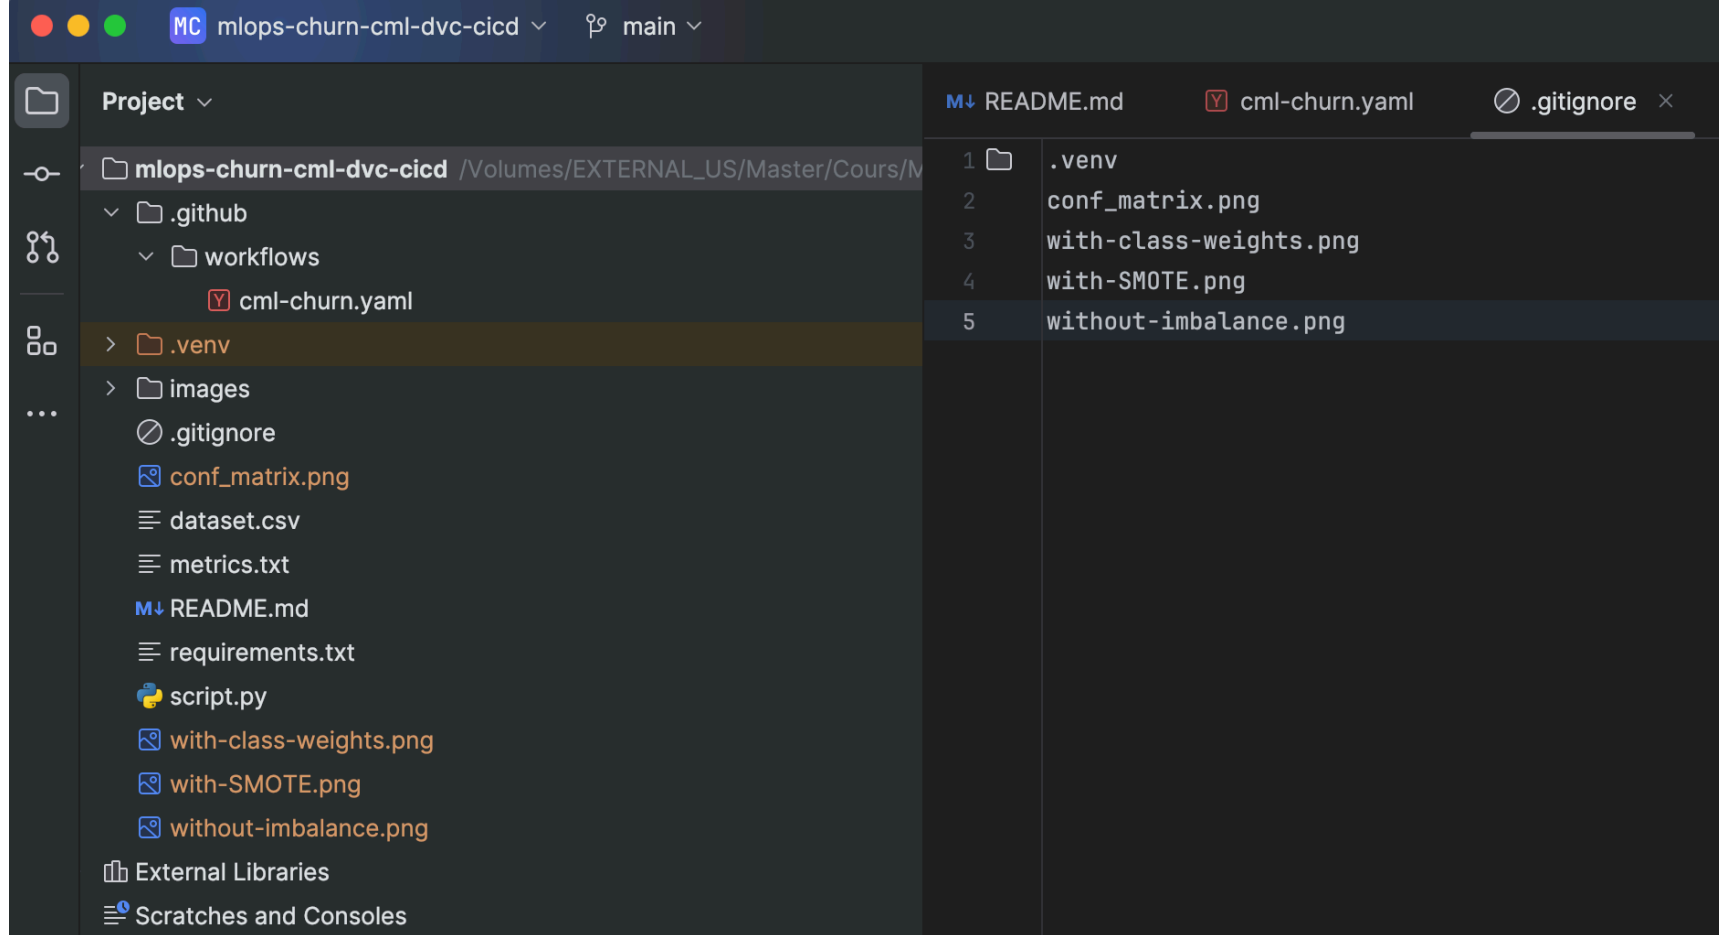 MC mlops-churn-cml-dvc-cicd main
Project
mlops-churn-cml-dvc-cicd /Volumes/EXTERNAL_US/Master/Cours/M
.github
workflows
Y cml-churn.yaml
.venv
images
.gitignore
conf_matrix.png
dataset.csv
metrics.txt
M↓ README.md
requirements.txt
script.py
with-class-weights.png
with-SMOTE.png
without-imbalance.png
External Libraries
Scratches and Consoles
M↓ README.md Y cml-churn.yaml .gitignore
1 .venv
2 conf_matrix.png
3 with-class-weights.png
4 with-SMOTE.png
5 without-imbalance.png